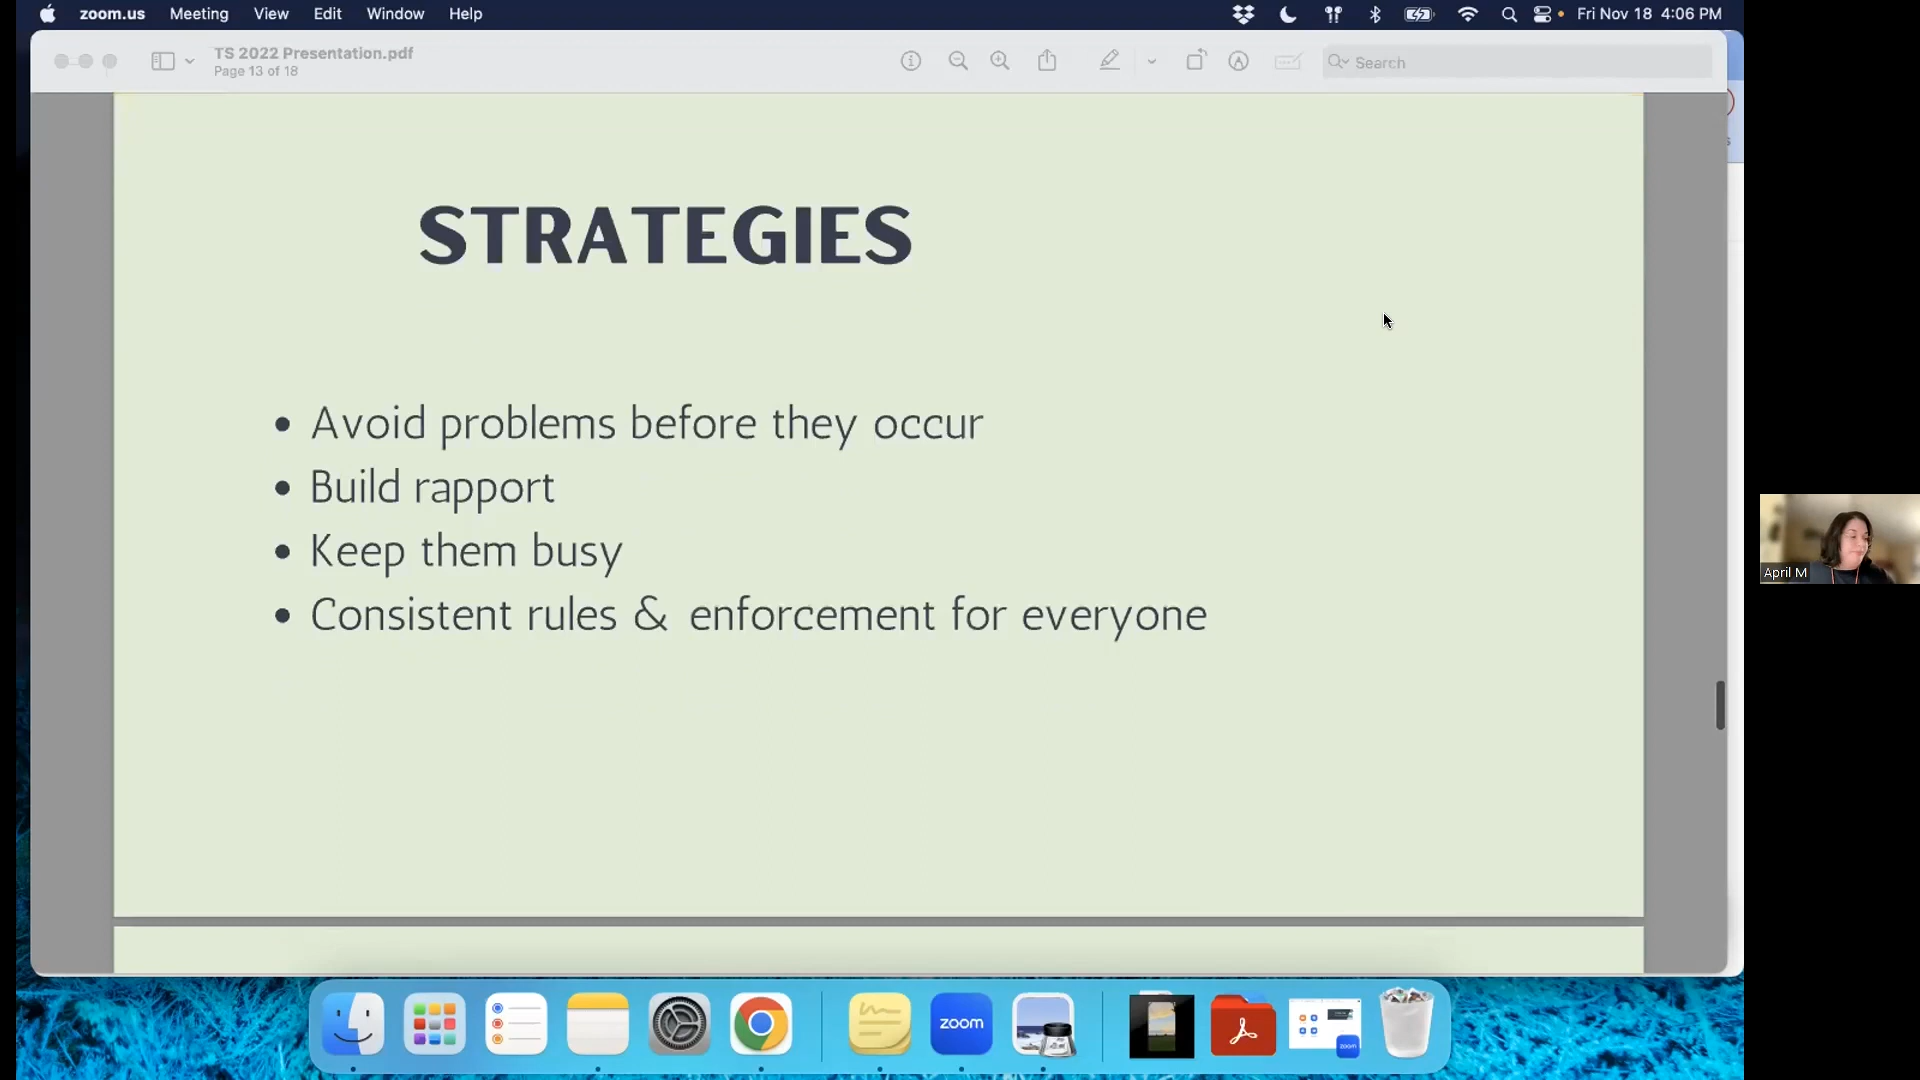 zoom.us Meeting View Edit Window Help Fri Nov 18 4:06 PM
TS 2022 Presentation.pdf
Page 13 of 18
Search
STRATEGIES
• Avoid problems before they occur
• Build rapport
• Keep them busy
• Consistent rules & enforcement for everyone
April M
zoom
zoom